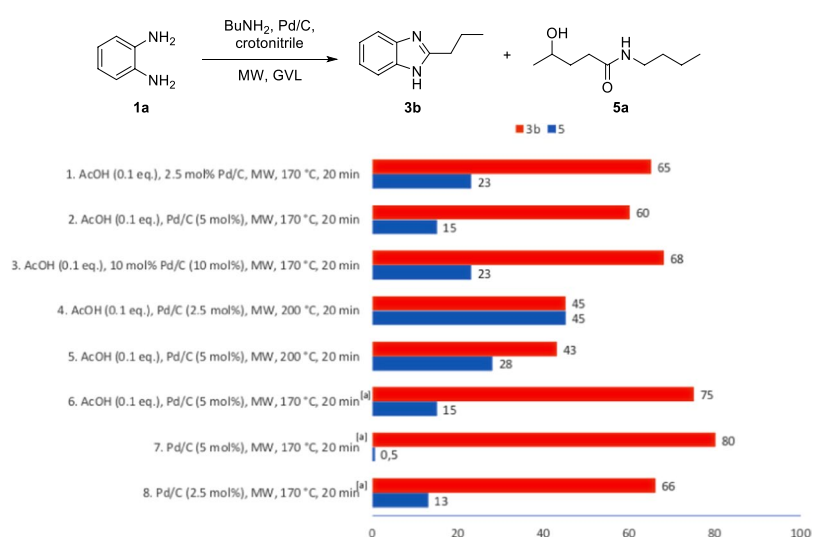 BuNH₂, Pd/C,
crotonitrile
MW, GVL
NH₂
NH₂
1a
N
N
H
3b
+
OH
H
N
O
5a
3b 5
1. AcOH (0.1 eq.), 2.5 mol% Pd/C, MW, 170 °C, 20 min 65 23
2. AcOH (0.1 eq.), Pd/C (5 mol%), MW, 170 °C, 20 min 60 15
3. AcOH (0.1 eq.), 10 mol% Pd/C (10 mol%), MW, 170 °C, 20 min 68 23
4. AcOH (0.1 eq.), Pd/C (2.5 mol%), MW, 200 °C, 20 min 45 45
5. AcOH (0.1 eq.), Pd/C (5 mol%), MW, 200 °C, 20 min 43 28
6. AcOH (0.1 eq.), Pd/C (5 mol%), MW, 170 °C, 20 min[a] 75 15
7. Pd/C (5 mol%), MW, 170 °C, 20 min[a] 80 0,5
8. Pd/C (2.5 mol%), MW, 170 °C, 20 min[a] 66 13
0 20 40 60 80 100